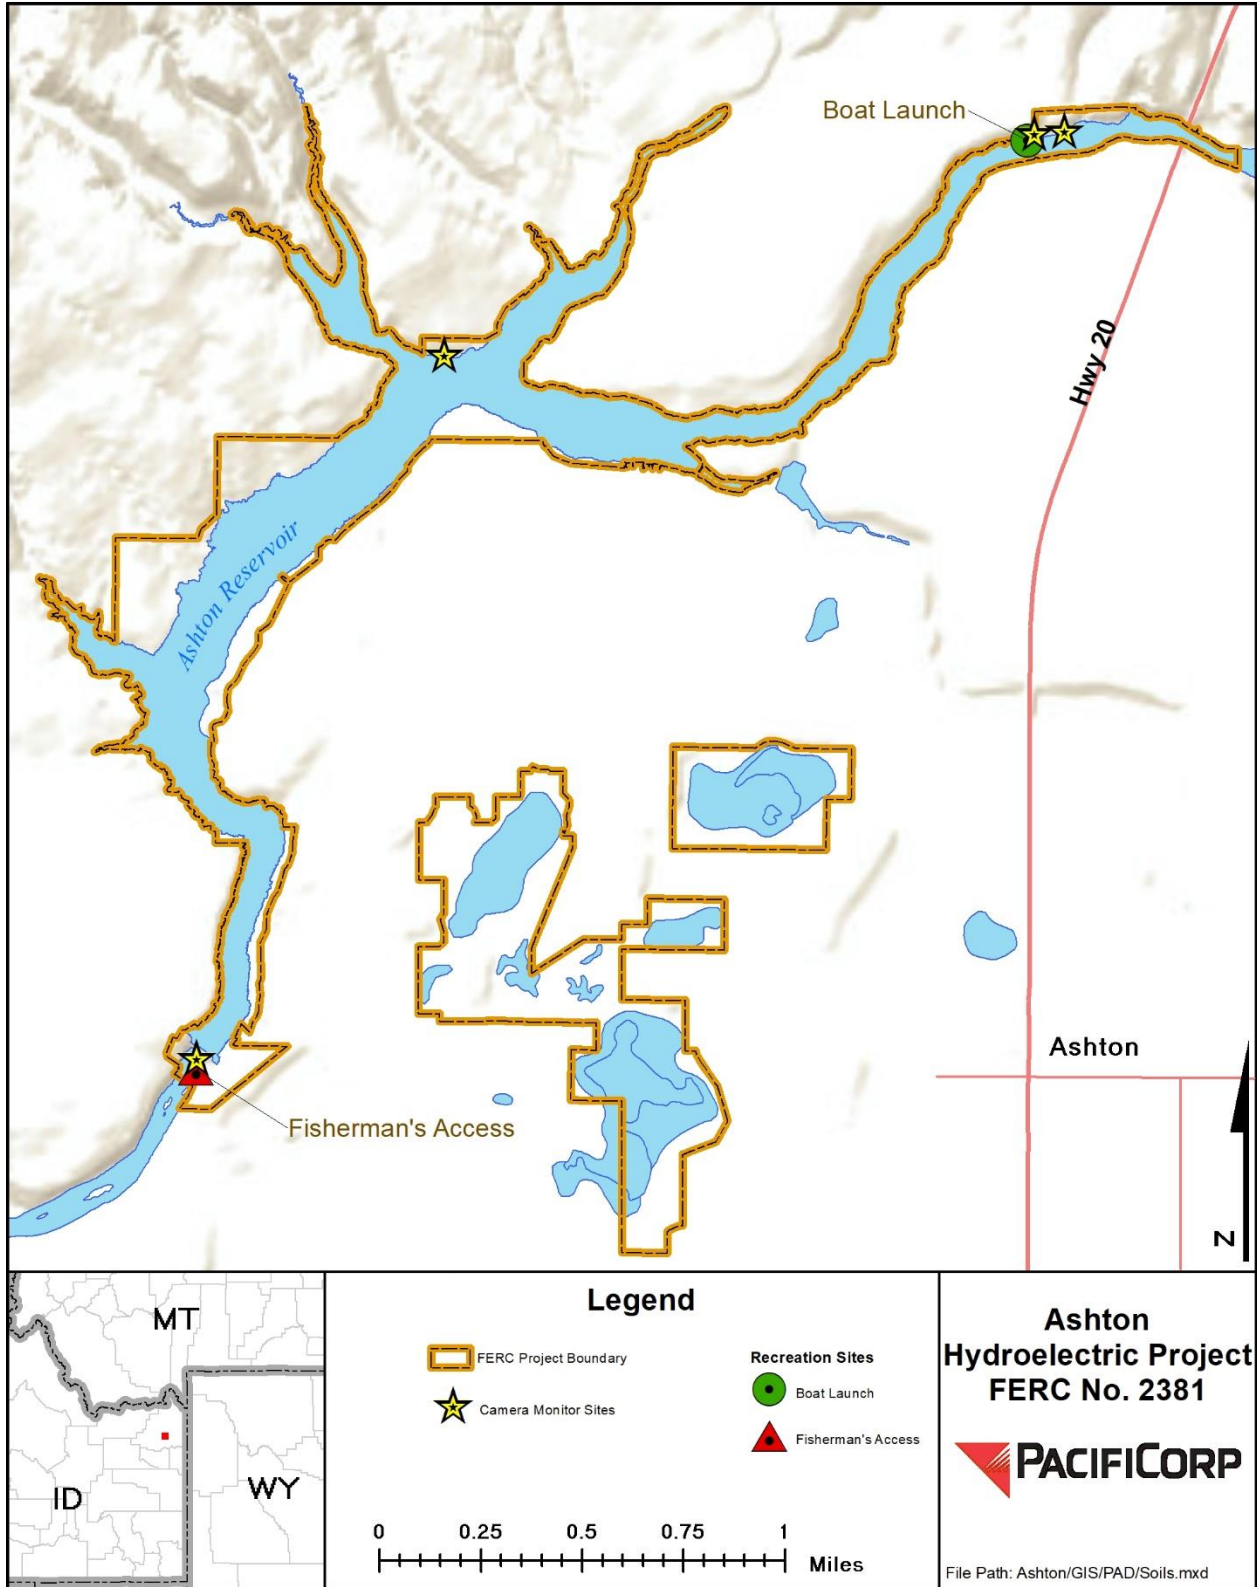 Boat Launch
Hwy 20
Ashton Reservoir
Ashton
Fisherman's Access
N
MT
ID
WY
Legend
FERC Project Boundary
Camera Monitor Sites
Recreation Sites
Boat Launch
Fisherman's Access
0 0.25 0.5 0.75 1
Miles
Ashton
Hydroelectric Project
FERC No. 2381
PACIFICORP
File Path: Ashton/GIS/PAD/Soils.mxd